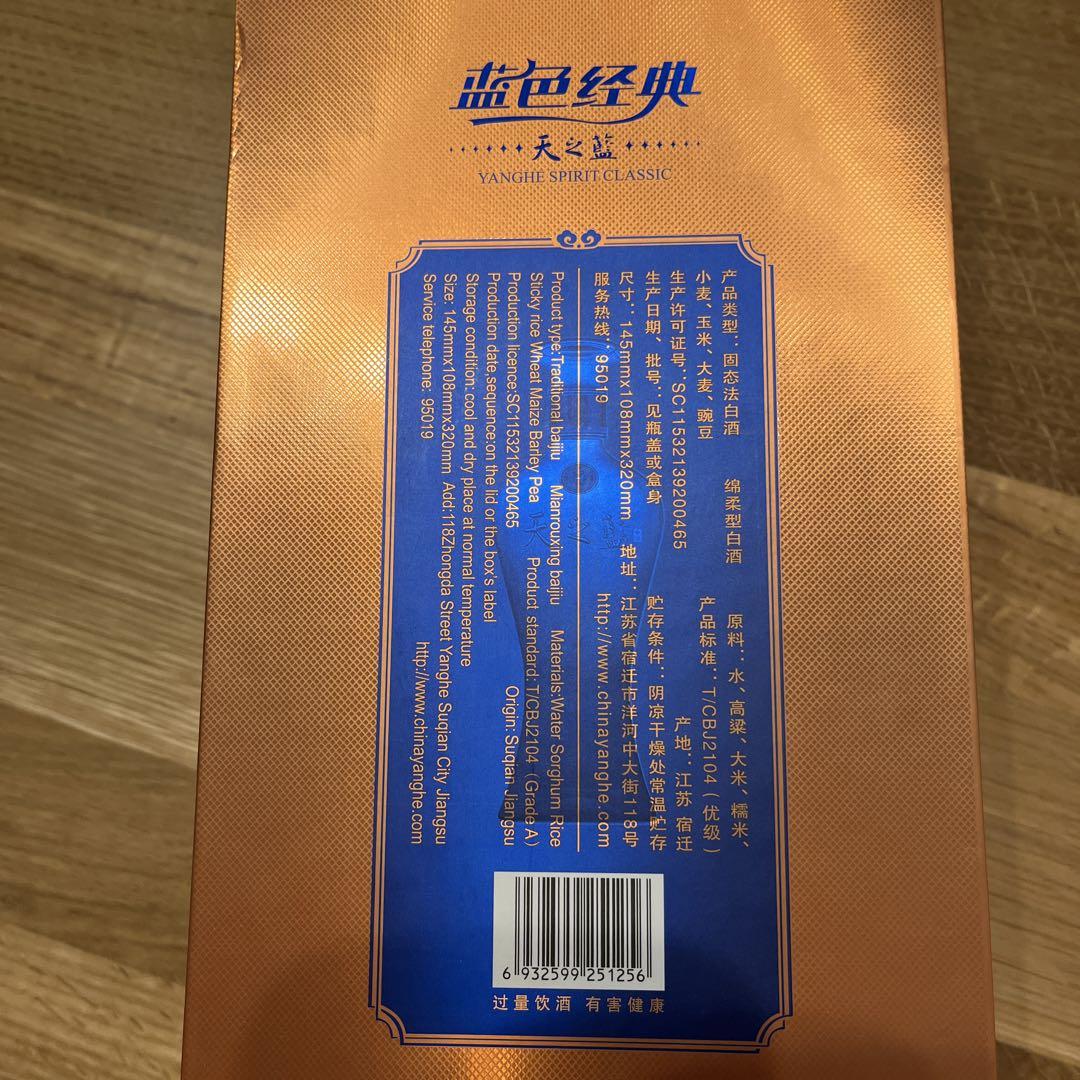 蓝色经典
天之蓝
YANGHE SPIRIT CLASSIC
产品类型：固态法白酒 绵柔型白酒 原料：水、高粱、大米、糯米、
小麦、玉米、大麦、豌豆 产品标准：T/CBJ2104（优级）
生产许可证号：SC11532139200465 产地：江苏 宿迁
生产日期、批号：见瓶盖或盒身 贮存条件：阴凉干燥处常温贮存
尺寸：145mmx108mmx320mm 地址：江苏省宿迁市洋河中大街118号
服务热线：95019 http://www.chinayanghe.com
Product type:Traditional baijiu Mianrouxing baijiu Materials:Water Sorghum Rice
Sticky rice Wheat Maize Barley Pea Product standard:T/CBJ2104（Grade A）
Production licence:SC11532139200465 Origin: Suqian Jiangsu
Production date,sequence:on the lid or the box's label
Storage condition:cool and dry place at normal temperature
Size: 145mmx108mmx320mm Add:118Zhongda Street Yanghe Suqian City Jiangsu
Service telephone: 95019 http://www.chinayanghe.com
天之蓝
6 932599 251256
过量饮酒 有害健康